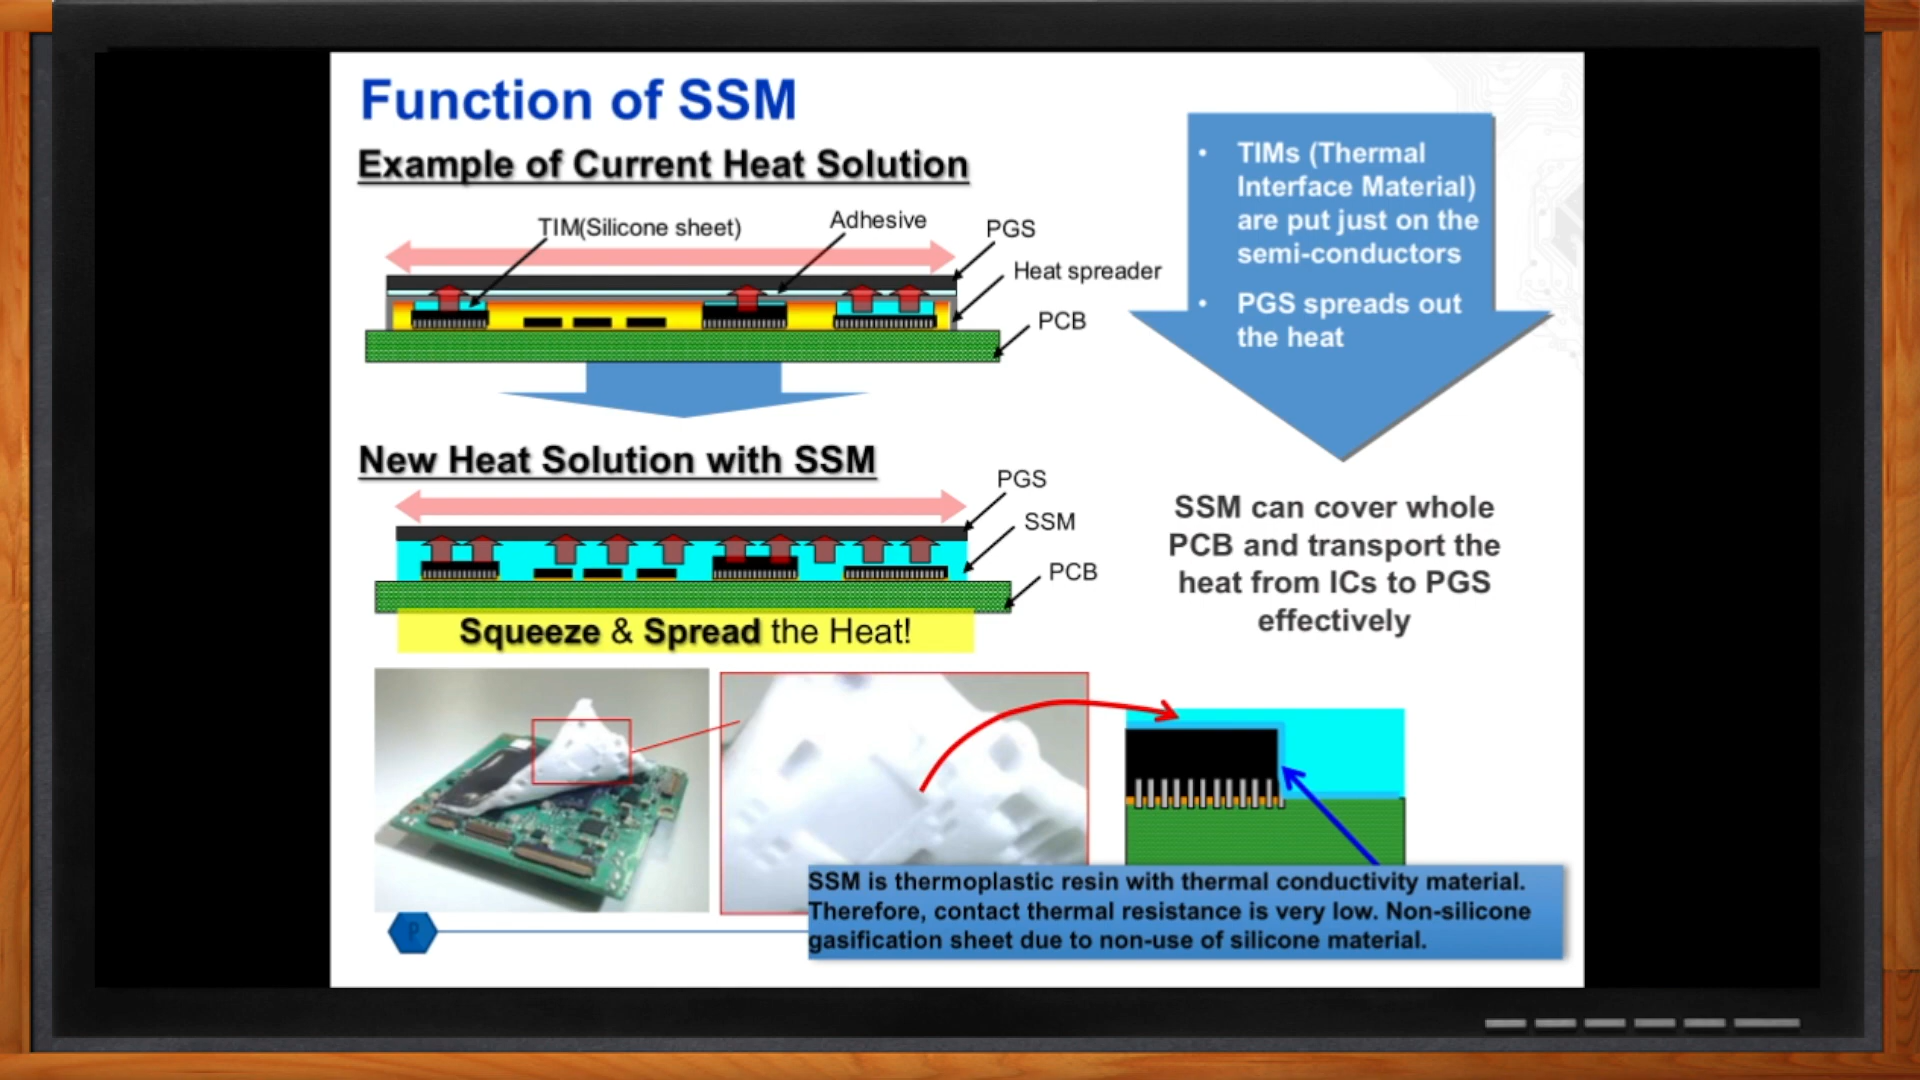 Function of SSM
Example of Current Heat Solution
TIM(Silicone sheet)
Adhesive
PGS
Heat spreader
PCB
• TIMs (Thermal
Interface Material)
are put just on the
semi-conductors
• PGS spreads out
the heat
New Heat Solution with SSM
PGS
SSM
PCB
Squeeze & Spread the Heat!
SSM can cover whole
PCB and transport the
heat from ICs to PGS
effectively
SSM is thermoplastic resin with thermal conductivity material.
Therefore, contact thermal resistance is very low. Non-silicone
gasification sheet due to non-use of silicone material.
P